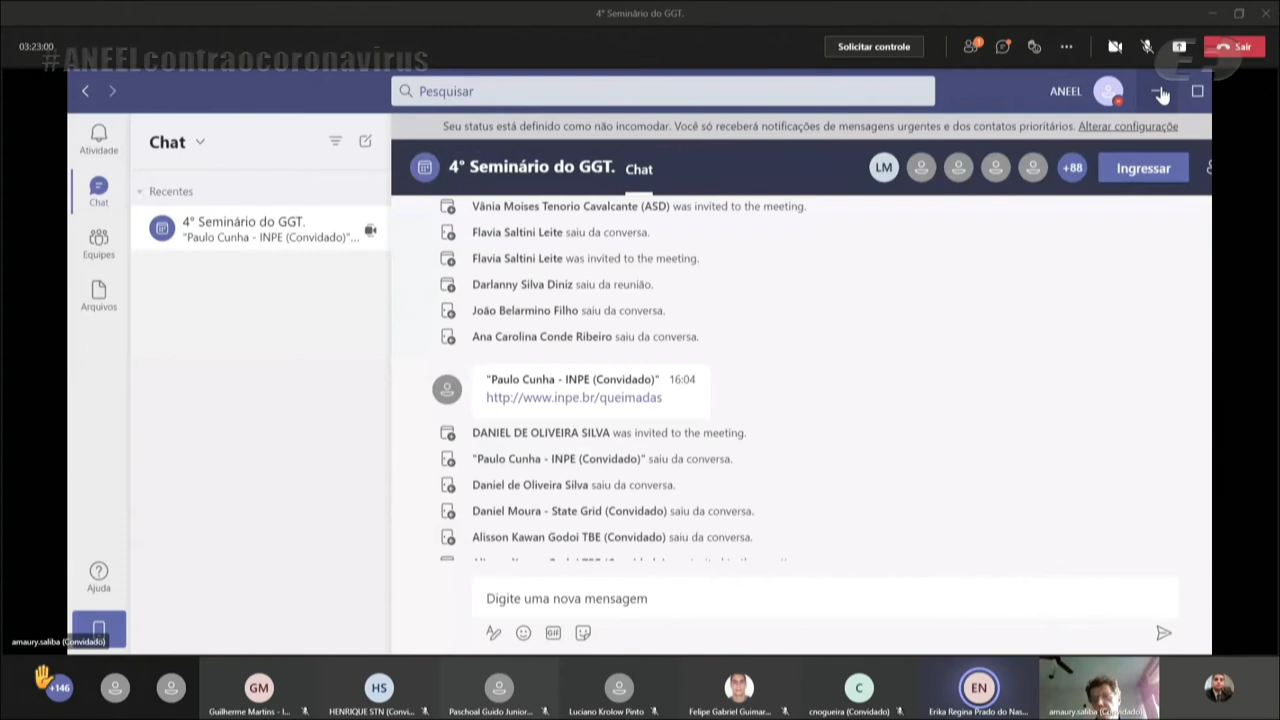 4° Seminário do GGT.
03:23:00
#ANEELcontraocoronavirus
Solicitar controle
Sair
Pesquisar
ANEEL
Seu status está definido como não incomodar. Você só receberá notificações de mensagens urgentes e dos contatos prioritários. Alterar configuraçõe
Atividade
Chat
Equipes
Arquivos
Ajuda
Chat
Recentes
4° Seminário do GGT.
"Paulo Cunha - INPE (Convidado)"...
4° Seminário do GGT. Chat
LM
+88
Ingressar
Vânia Moises Tenorio Cavalcante (ASD) was invited to the meeting.
Flavia Saltini Leite saiu da conversa.
Flavia Saltini Leite was invited to the meeting.
Darlanny Silva Diniz saiu da reunião.
João Belarmino Filho saiu da conversa.
Ana Carolina Conde Ribeiro saiu da conversa.
"Paulo Cunha - INPE (Convidado)" 16:04
http://www.inpe.br/queimadas
DANIEL DE OLIVEIRA SILVA was invited to the meeting.
"Paulo Cunha - INPE (Convidado)" saiu da conversa.
Daniel de Oliveira Silva saiu da conversa.
Daniel Moura - State Grid (Convidado) saiu da conversa.
Alisson Kawan Godoi TBE (Convidado) saiu da conversa.
Digite uma nova mensagem
GIF
amaury.saliba (Convidado)
+146
GM
Guilherme Martins - I...
HS
HENRIQUE STN (Convi...
Paschoal Guido Junior...
Luciano Krolow Pinto
Felipe Gabriel Guimar...
C
cnogueira (Convidado)
EN
Erika Regina Prado do Nas...
amaury.saliba (Convidado)